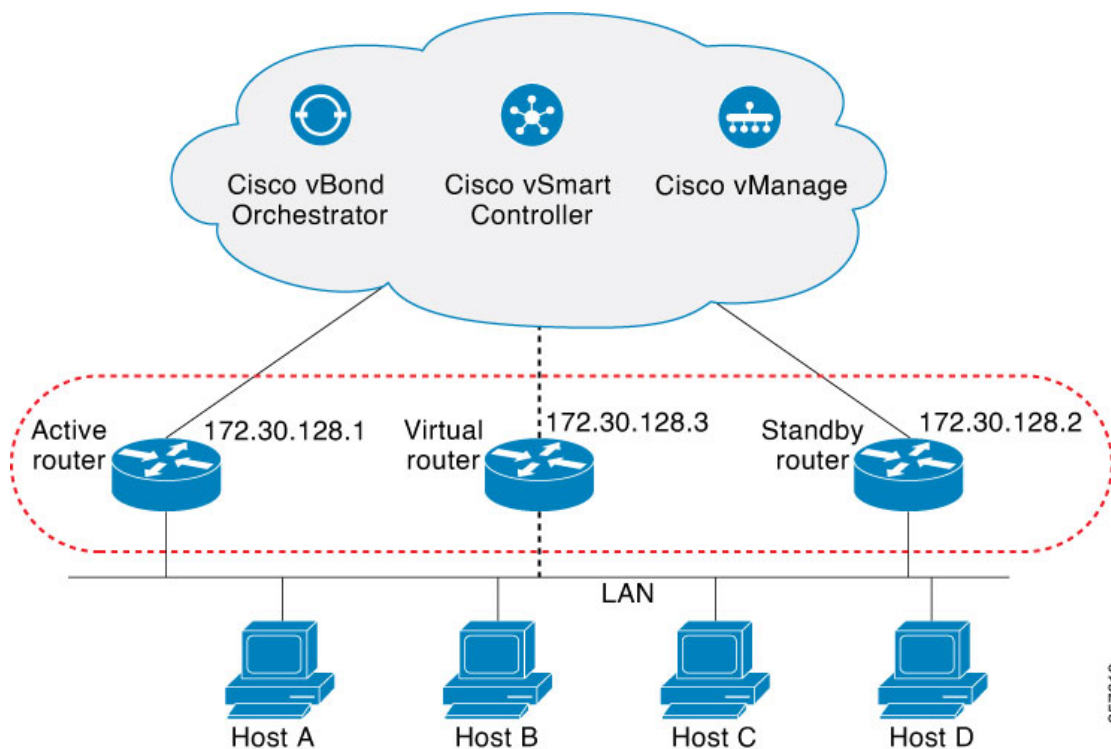 Cisco vBond
Orchestrator
Cisco vSmart
Controller
Cisco vManage
Active
router
172.30.128.1
Virtual
router
172.30.128.3
Standby
router
172.30.128.2
LAN
Host A
Host B
Host C
Host D